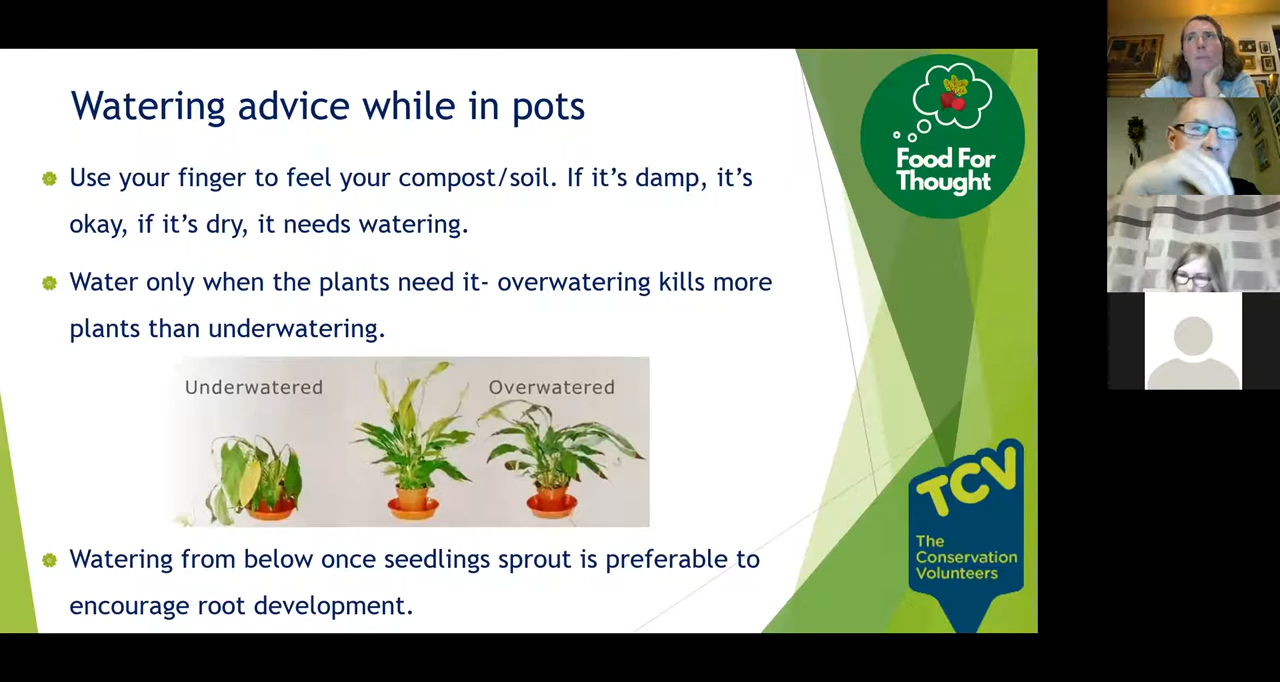 Watering advice while in pots
Use your finger to feel your compost/soil. If it's damp, it's
okay, if it's dry, it needs watering.
Water only when the plants need it- overwatering kills more
plants than underwatering.
Underwatered
Overwatered
Watering from below once seedlings sprout is preferable to
encourage root development.
Food For
Thought
TCV
The
Conservation
Volunteers